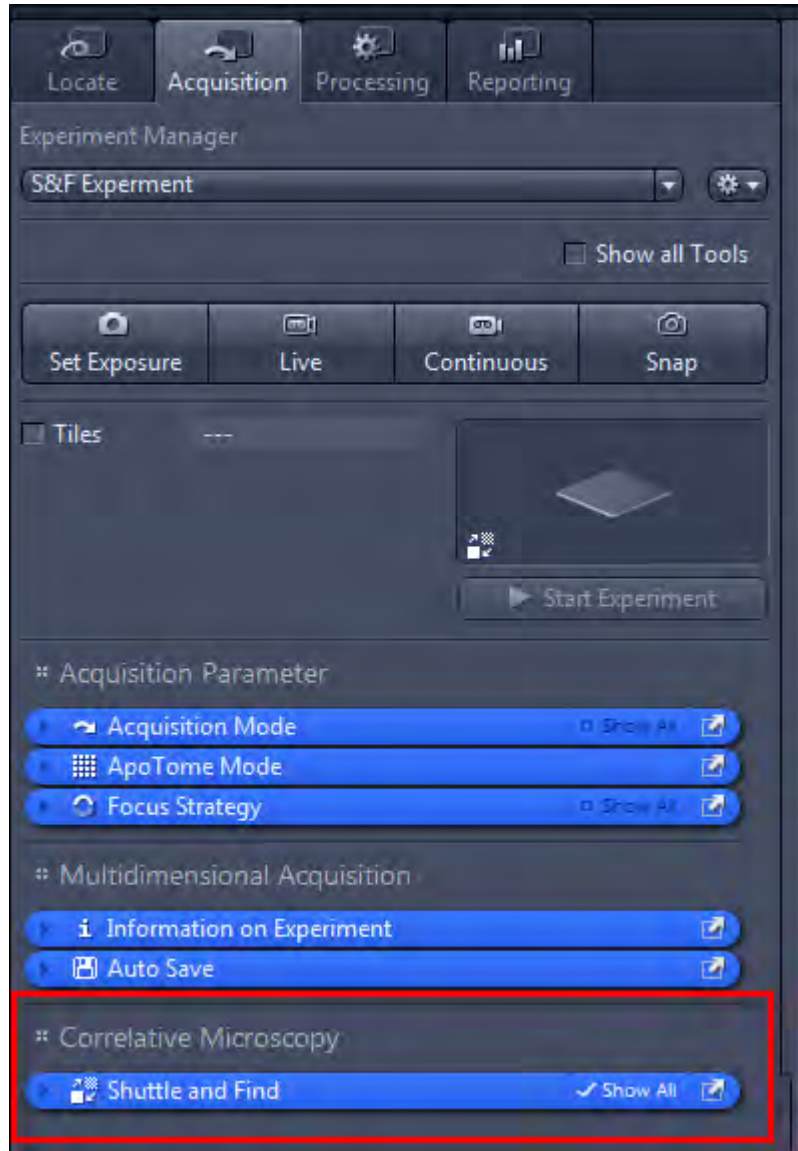 Locate Acquisition Processing Reporting
Experiment Manager
S&F Experment
Show all Tools
Set Exposure Live Continuous Snap
Tiles ---
Start Experiment
Acquisition Parameter
Acquisition Mode Show All
ApoTome Mode
Focus Strategy Show All
Multidimensional Acquisition
i Information on Experiment
Auto Save
Correlative Microscopy
Shuttle and Find Show All